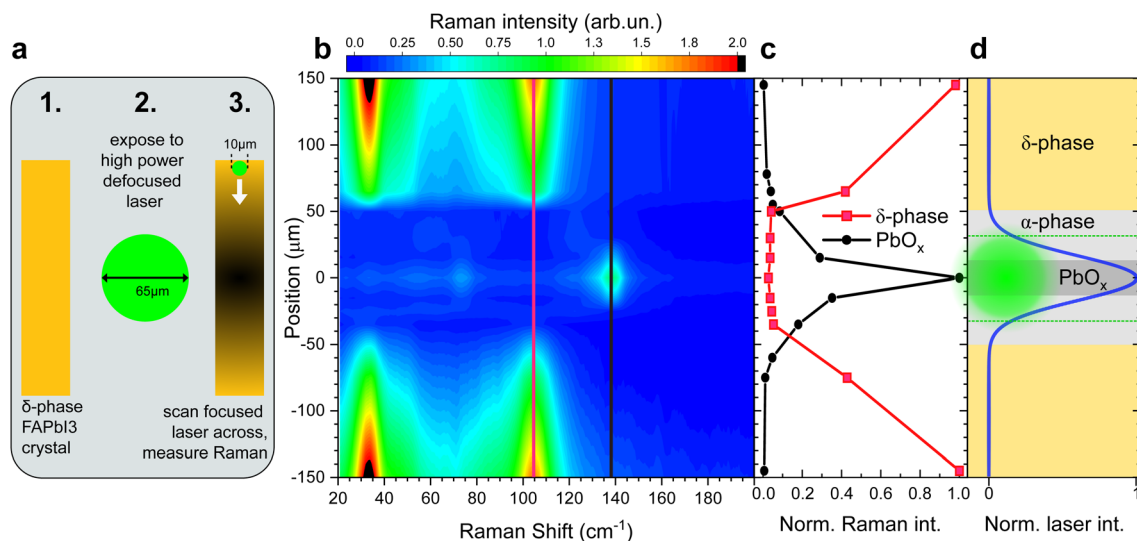 a
1.
2.
3.
expose to
high power
defocused
laser
10μm
65μm
δ-phase
FAPbI3
crystal
scan focused
laser across,
measure Raman
b
Raman intensity (arb.un.)
0.0 0.25 0.50 0.75 1.0 1.3 1.5 1.8 2.0
Position (μm)
150
100
50
0
-50
-100
-150
20 40 60 80 100 120 140 160 180
Raman Shift (cm⁻¹)
c
δ-phase
PbOₓ
0.0 0.4 0.8 1.0
Norm. Raman int.
d
δ-phase
α-phase
PbOₓ
0 1
Norm. laser int.